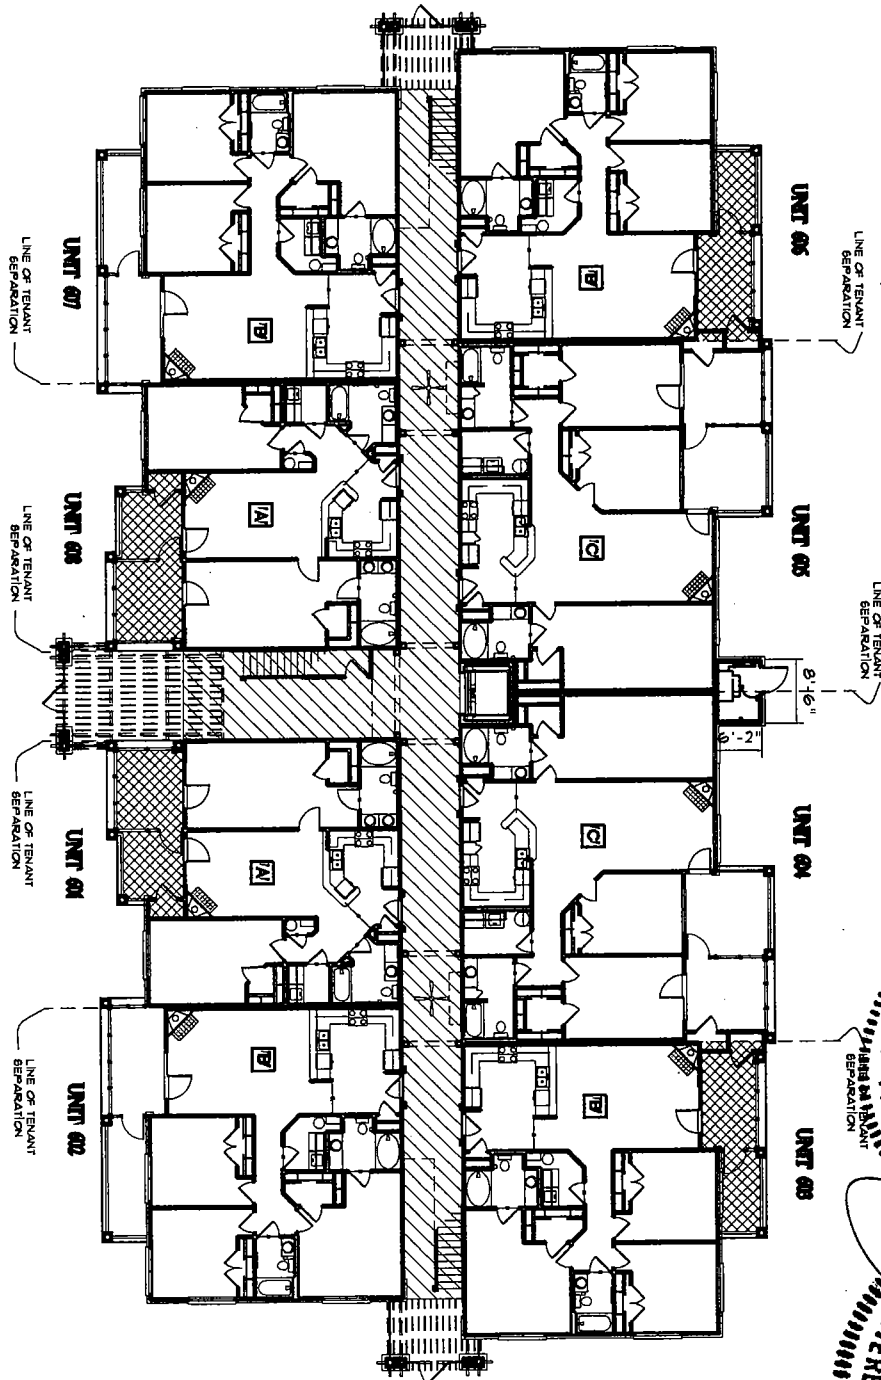 UNIT 606
LINE OF TENANT
SEPARATION
UNIT 605
LINE OF TENANT
SEPARATION
8'-6"
6'-2"
UNIT 604
SEPARATION
UNIT 603
'B'
'C'
'C'
'B'
'B'
'A'
'A'
'B'
UNIT 607
LINE OF TENANT
SEPARATION
UNIT 608
LINE OF TENANT
SEPARATION
LINE OF TENANT
SEPARATION
UNIT 601
LINE OF TENANT
SEPARATION
UNIT 602